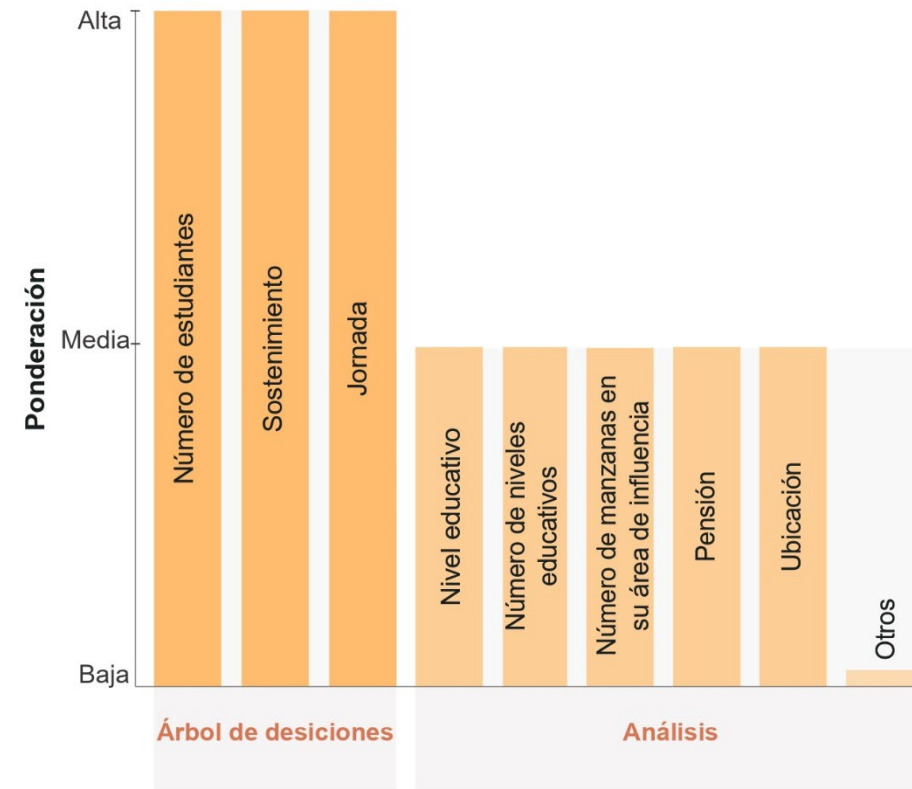 Ponderación
Alta
Media
Baja
Número de estudiantes
Sostenimiento
Jornada
Nivel educativo
Número de niveles
educativos
Número de manzanas en
su área de influencia
Pensión
Ubicación
Otros
Árbol de desiciones
Análisis